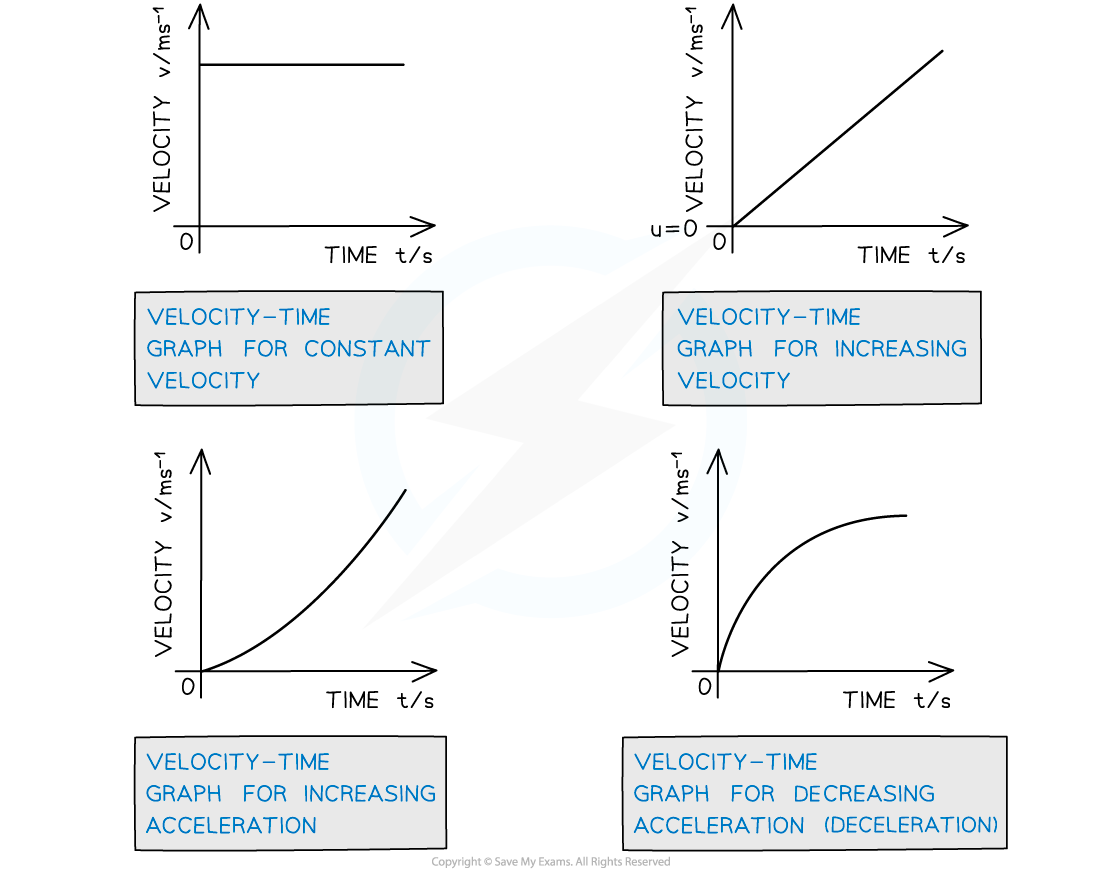 VELOCITY v/ms⁻¹
0
TIME t/s
VELOCITY-TIME
GRAPH FOR CONSTANT
VELOCITY
VELOCITY v/ms⁻¹
u=0
0
TIME t/s
VELOCITY-TIME
GRAPH FOR INCREASING
VELOCITY
VELOCITY v/ms⁻¹
0
TIME t/s
VELOCITY-TIME
GRAPH FOR INCREASING
ACCELERATION
VELOCITY v/ms⁻¹
0
TIME t/s
VELOCITY-TIME
GRAPH FOR DECREASING
ACCELERATION (DECELERATION)
Copyright © Save My Exams. All Rights Reserved